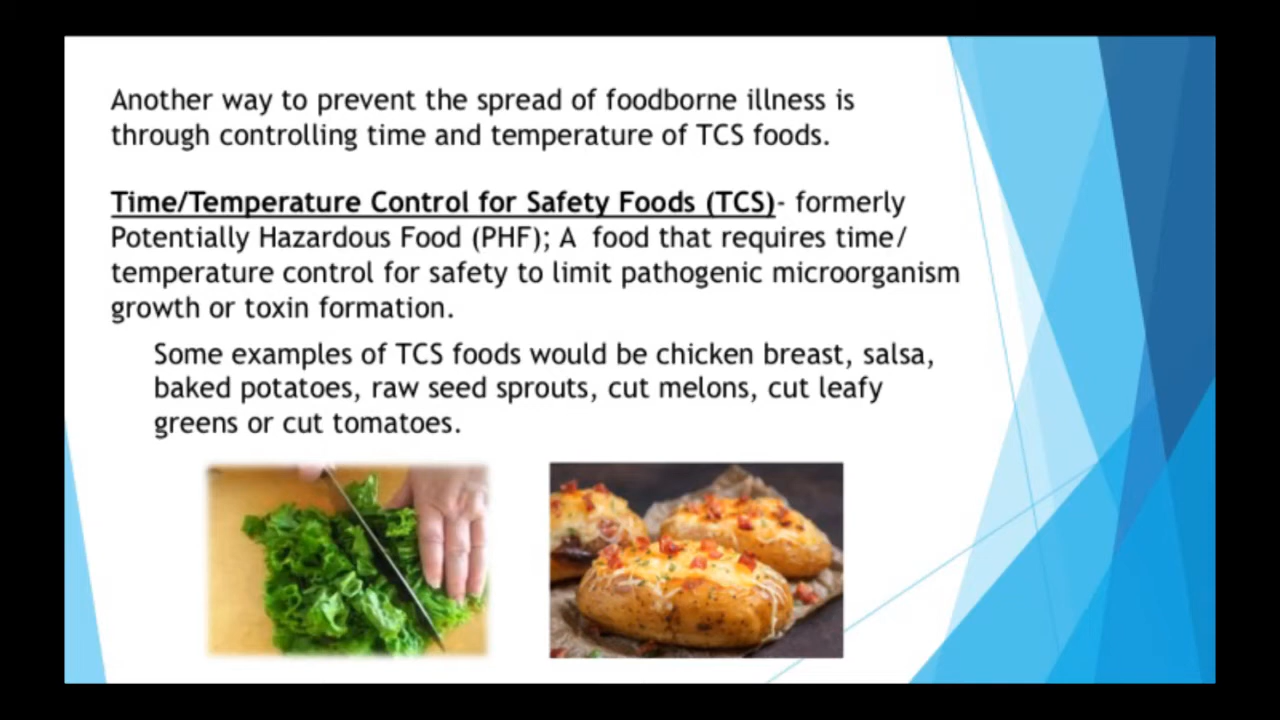 Another way to prevent the spread of foodborne illness is
through controlling time and temperature of TCS foods.
Time/Temperature Control for Safety Foods (TCS)- formerly
Potentially Hazardous Food (PHF); A food that requires time/
temperature control for safety to limit pathogenic microorganism
growth or toxin formation.
Some examples of TCS foods would be chicken breast, salsa,
baked potatoes, raw seed sprouts, cut melons, cut leafy
greens or cut tomatoes.